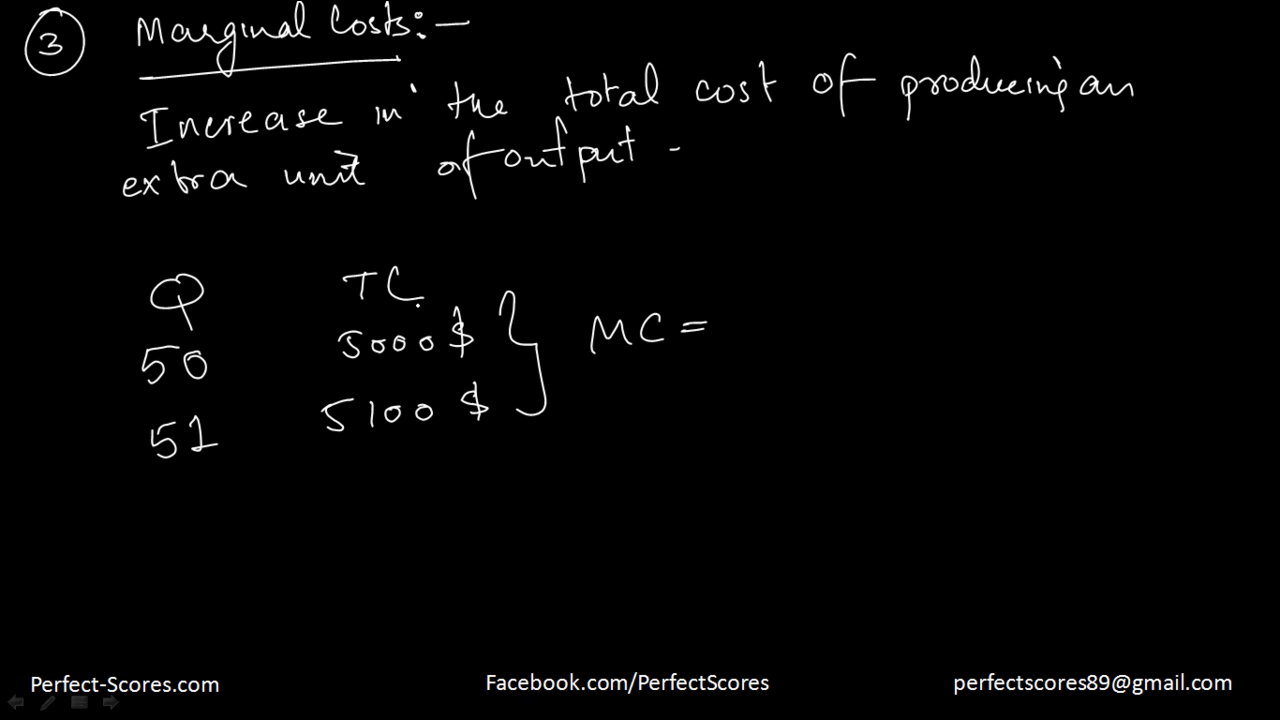 3 Marginal Costs:-
Increase in the total cost of producing an
extra unit of output -
Q TC
50 5000 $
51 5100 $
MC =
Perfect-Scores.com Facebook.com/PerfectScores perfectscores89@gmail.com